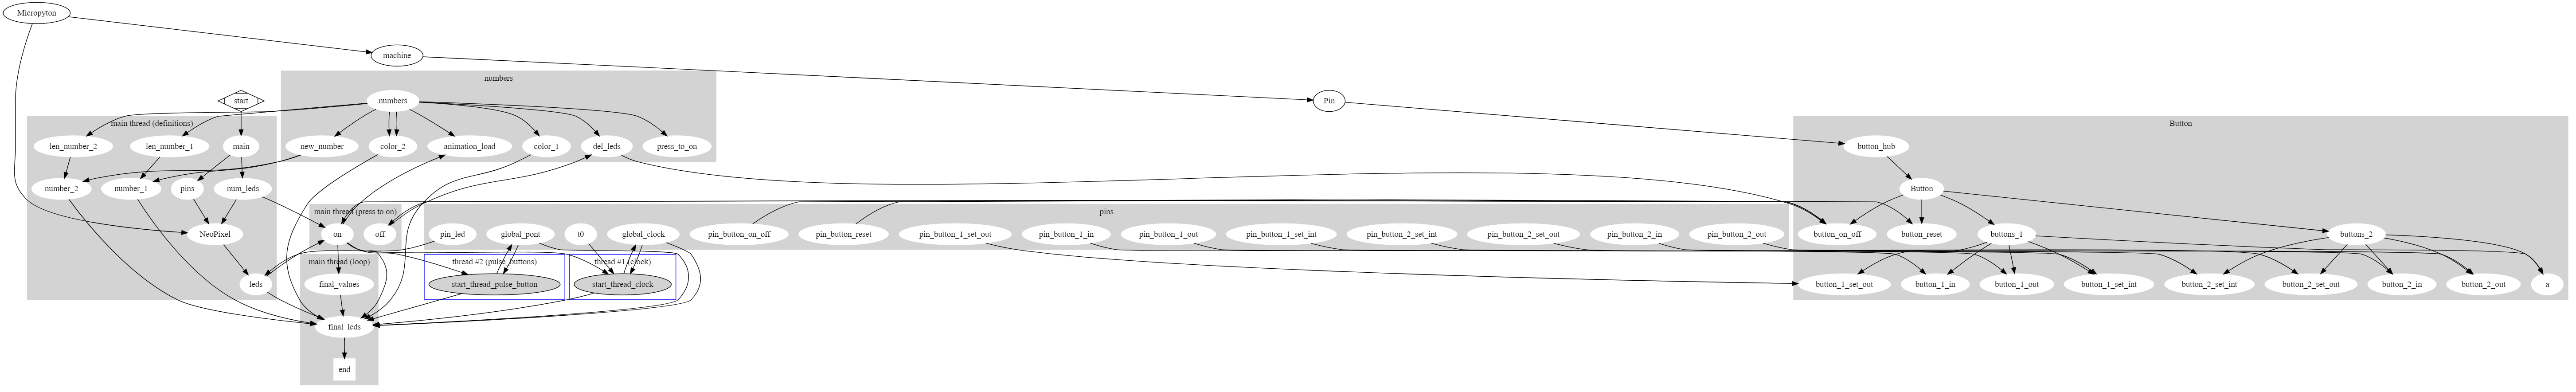 Micropyton
machine
numbers
start
numbers
Pin
main thread (definitions)
Button
len_number_2
len_number_1
main
new_number
color_2
animation_load
color_1
del_leds
press_to_on
button_hub
number_2
number_1
pins
num_leds
Button
main thread (press to on)
pins
NeoPixel
on
off
pin_led
global_pont
t0
global_clock
pin_button_on_off
pin_button_reset
pin_button_1_set_out
pin_button_1_in
pin_button_1_out
pin_button_1_set_int
pin_button_2_set_int
pin_button_2_set_out
pin_button_2_in
pin_button_2_out
button_on_off
button_reset
buttons_1
buttons_2
main thread (loop)
thread #2 (pulse_buttons)
thread #1 (clock)
leds
final_values
start_thread_pulse_button
start_thread_clock
button_1_set_out
button_1_in
button_1_out
button_1_set_int
button_2_set_int
button_2_set_out
button_2_in
button_2_out
a
final_leds
end